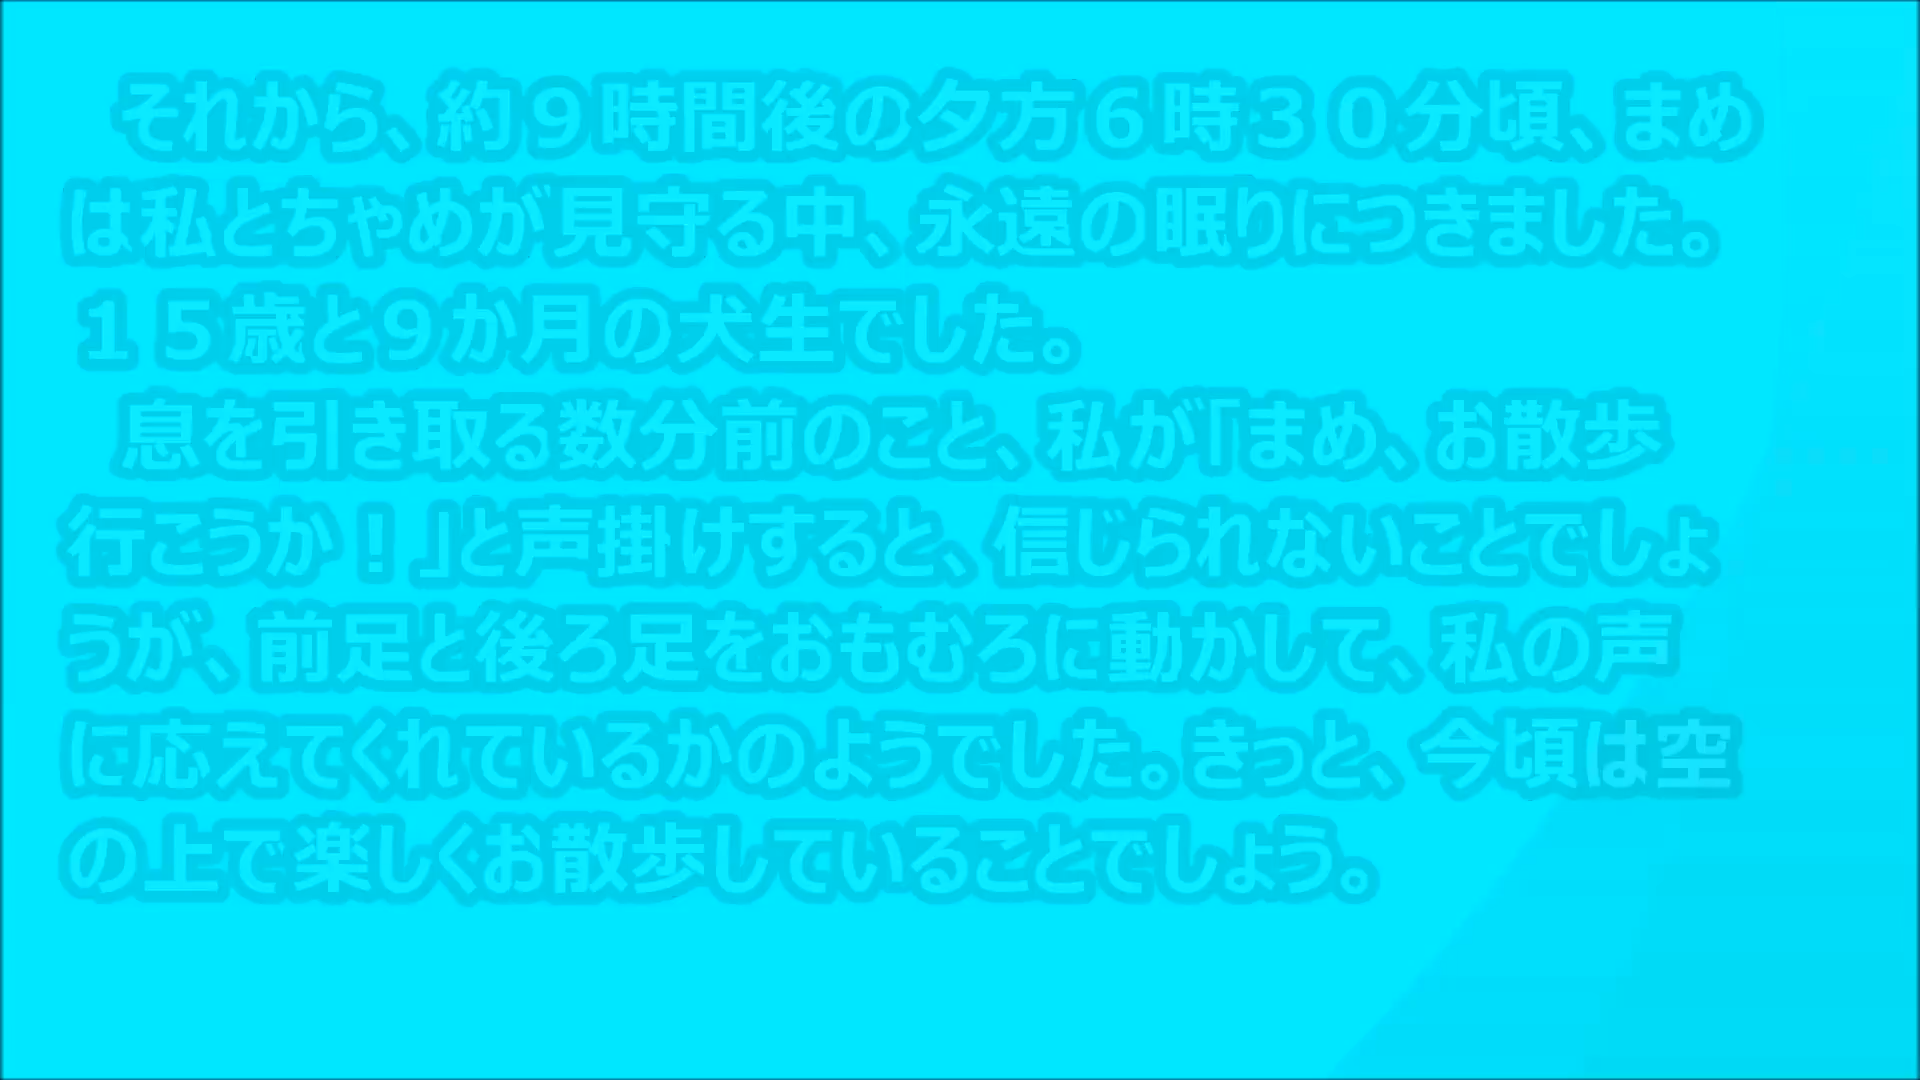 それから、約９時間後の夕方６時３０分頃、まめ
は私とちゃめが見守る中、永遠の眠りにつきました。
１５歳と９か月の犬生でした。
息を引き取る数分前のこと、私が「まめ、お散歩
行こうか！」と声掛けすると、信じられないことでしょ
うが、前足と後ろ足をおもむろに動かして、私の声
に応えてくれているかのようでした。きっと、今頃は空
の上で楽しくお散歩していることでしょう。